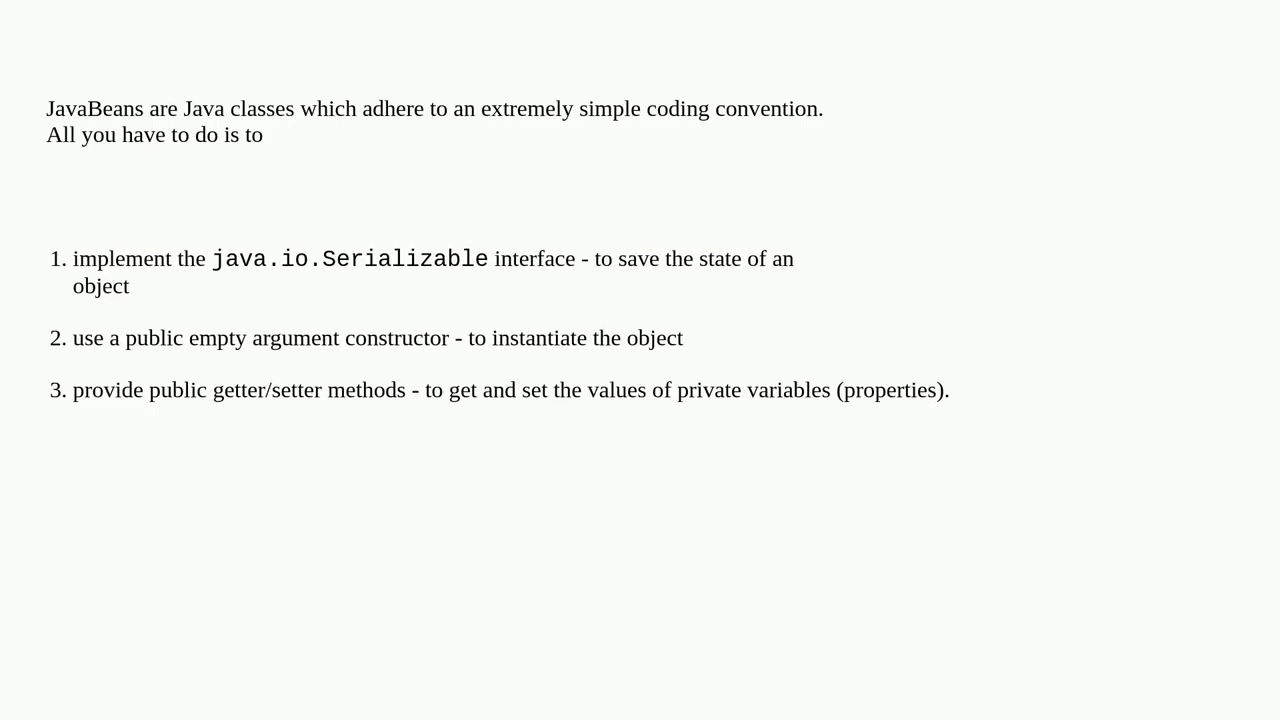 JavaBeans are Java classes which adhere to an extremely simple coding convention.
All you have to do is to
1. implement the java.io.Serializable interface - to save the state of an
object
2. use a public empty argument constructor - to instantiate the object
3. provide public getter/setter methods - to get and set the values of private variables (properties).